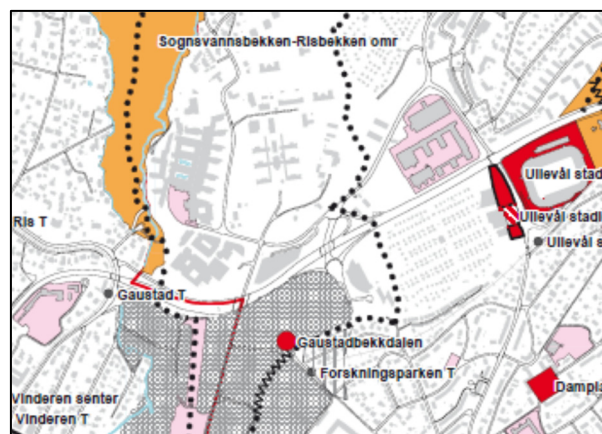 Sognsvannsbekken-Risbekken omr
Ullevål stad
Ullevål stadi
Ullevål s
Ris T
Gaustad T
Gaustadbekkdalen
Forskningsparken T
Vinderen senter
Vinderen T
Dampla